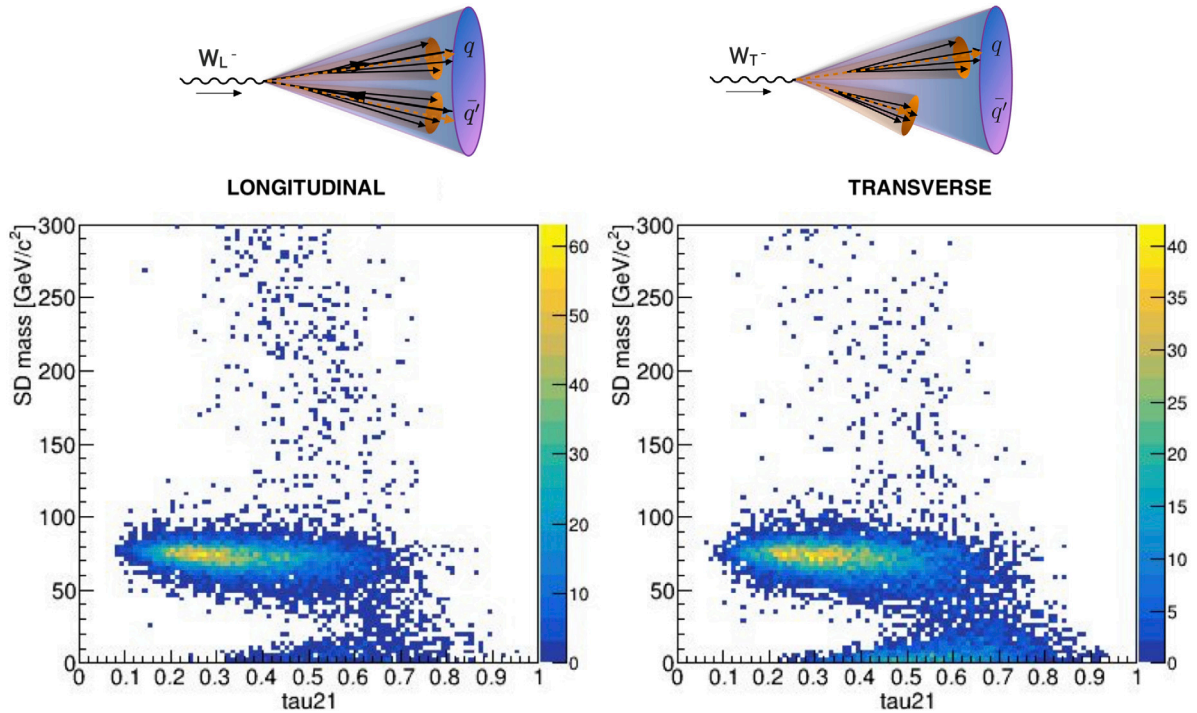 W_L^-
q
q̄′
W_T^-
q
q̄′
LONGITUDINAL
TRANSVERSE
SD mass [GeV/c²]
300
250
200
150
100
50
0
0 0.1 0.2 0.3 0.4 0.5 0.6 0.7 0.8 0.9 1
tau21
60
50
40
30
20
10
0
SD mass [GeV/c²]
300
250
200
150
100
50
0
0 0.1 0.2 0.3 0.4 0.5 0.6 0.7 0.8 0.9 1
tau21
40
35
30
25
20
15
10
5
0